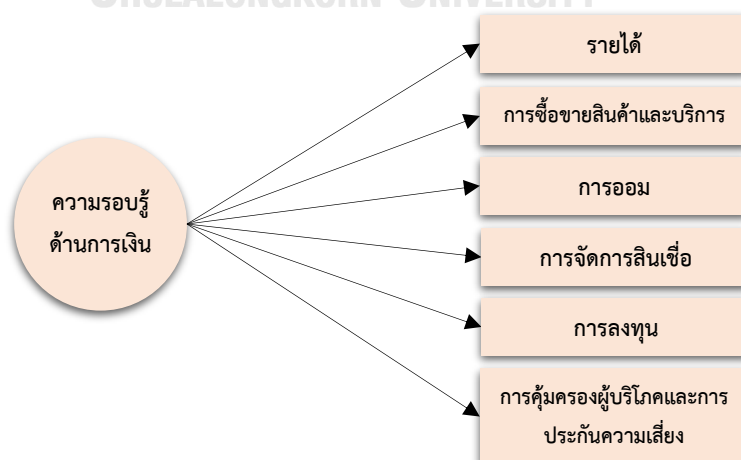 CHULALONGKORN UNIVERSITY
รายได้
การซื้อขายสินค้าและบริการ
ความรอบรู้
ด้านการเงิน
การออม
การจัดการสินเชื่อ
การลงทุน
การคุ้มครองผู้บริโภคและการ
ประกันความเสี่ยง